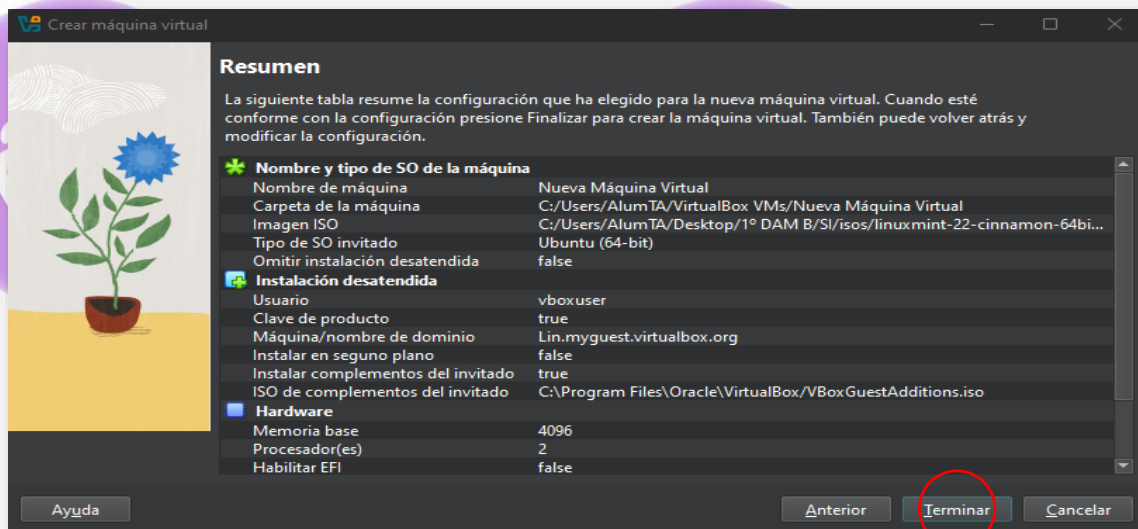 Crear máquina virtual
Resumen
La siguiente tabla resume la configuración que ha elegido para la nueva máquina virtual. Cuando esté
conforme con la configuración presione Finalizar para crear la máquina virtual. También puede volver atrás y
modificar la configuración.
Nombre y tipo de SO de la máquina
Nombre de máquina Nueva Máquina Virtual
Carpeta de la máquina C:/Users/AlumTA/VirtualBox VMs/Nueva Máquina Virtual
Imagen ISO C:/Users/AlumTA/Desktop/1º DAM B/SI/isos/linuxmint-22-cinnamon-64bi...
Tipo de SO invitado Ubuntu (64-bit)
Omitir instalación desatendida false
Instalación desatendida
Usuario vboxuser
Clave de producto true
Máquina/nombre de dominio Lin.myguest.virtualbox.org
Instalar en seguno plano false
Instalar complementos del invitado true
ISO de complementos del invitado C:\Program Files\Oracle\VirtualBox/VBoxGuestAdditions.iso
Hardware
Memoria base 4096
Procesador(es) 2
Habilitar EFI false
Ayuda Anterior Terminar Cancelar